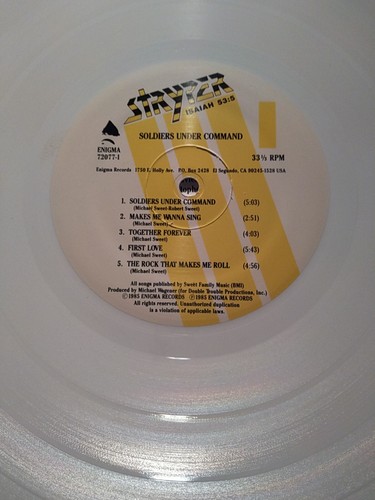 STRYPER
ISAIAH 53:5
SOLDIERS UNDER COMMAND
ENIGMA
72077-1
33⅓ RPM
Enigma Records 1750 E. Holly Ave. P.O. Box 2428 El Segundo, CA 90245-1528 USA
1. SOLDIERS UNDER COMMAND (5:03)
(Michael Sweet-Robert Sweet)
2. MAKES ME WANNA SING (2:51)
(Michael Sweet)
3. TOGETHER FOREVER (4:03)
(Michael Sweet)
4. FIRST LOVE (5:43)
(Michael Sweet)
5. THE ROCK THAT MAKES ME ROLL (4:56)
(Michael Sweet)
All songs published by Sweet Family Music (BMI)
Produced by Michael Wagener (for Double Trouble Productions, Inc.)
©1985 ENIGMA RECORDS ℗1985 ENIGMA RECORDS
All rights reserved. Unauthorized duplication
is a violation of applicable laws.